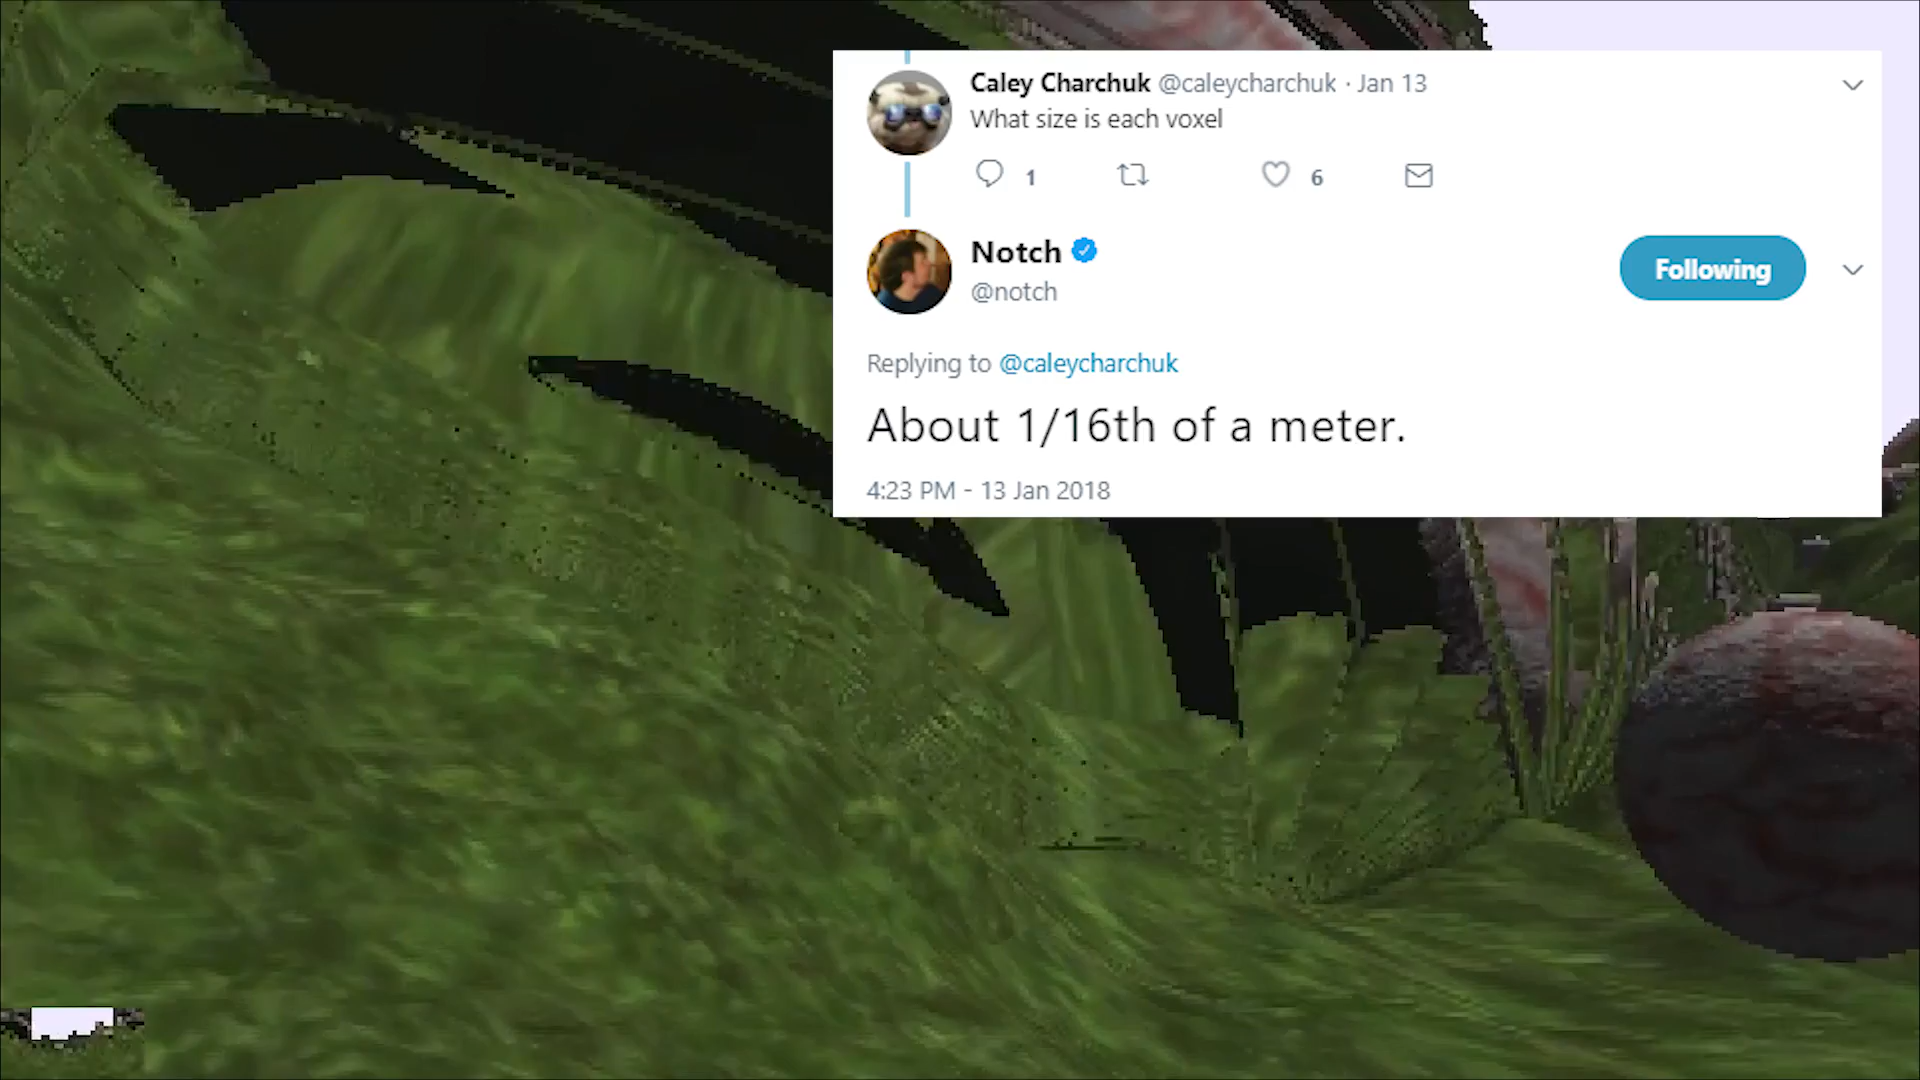 Caley Charchuk @caleycharchuk · Jan 13
What size is each voxel
1 6
Notch
@notch
Following
Replying to @caleycharchuk
About 1/16th of a meter.
4:23 PM - 13 Jan 2018